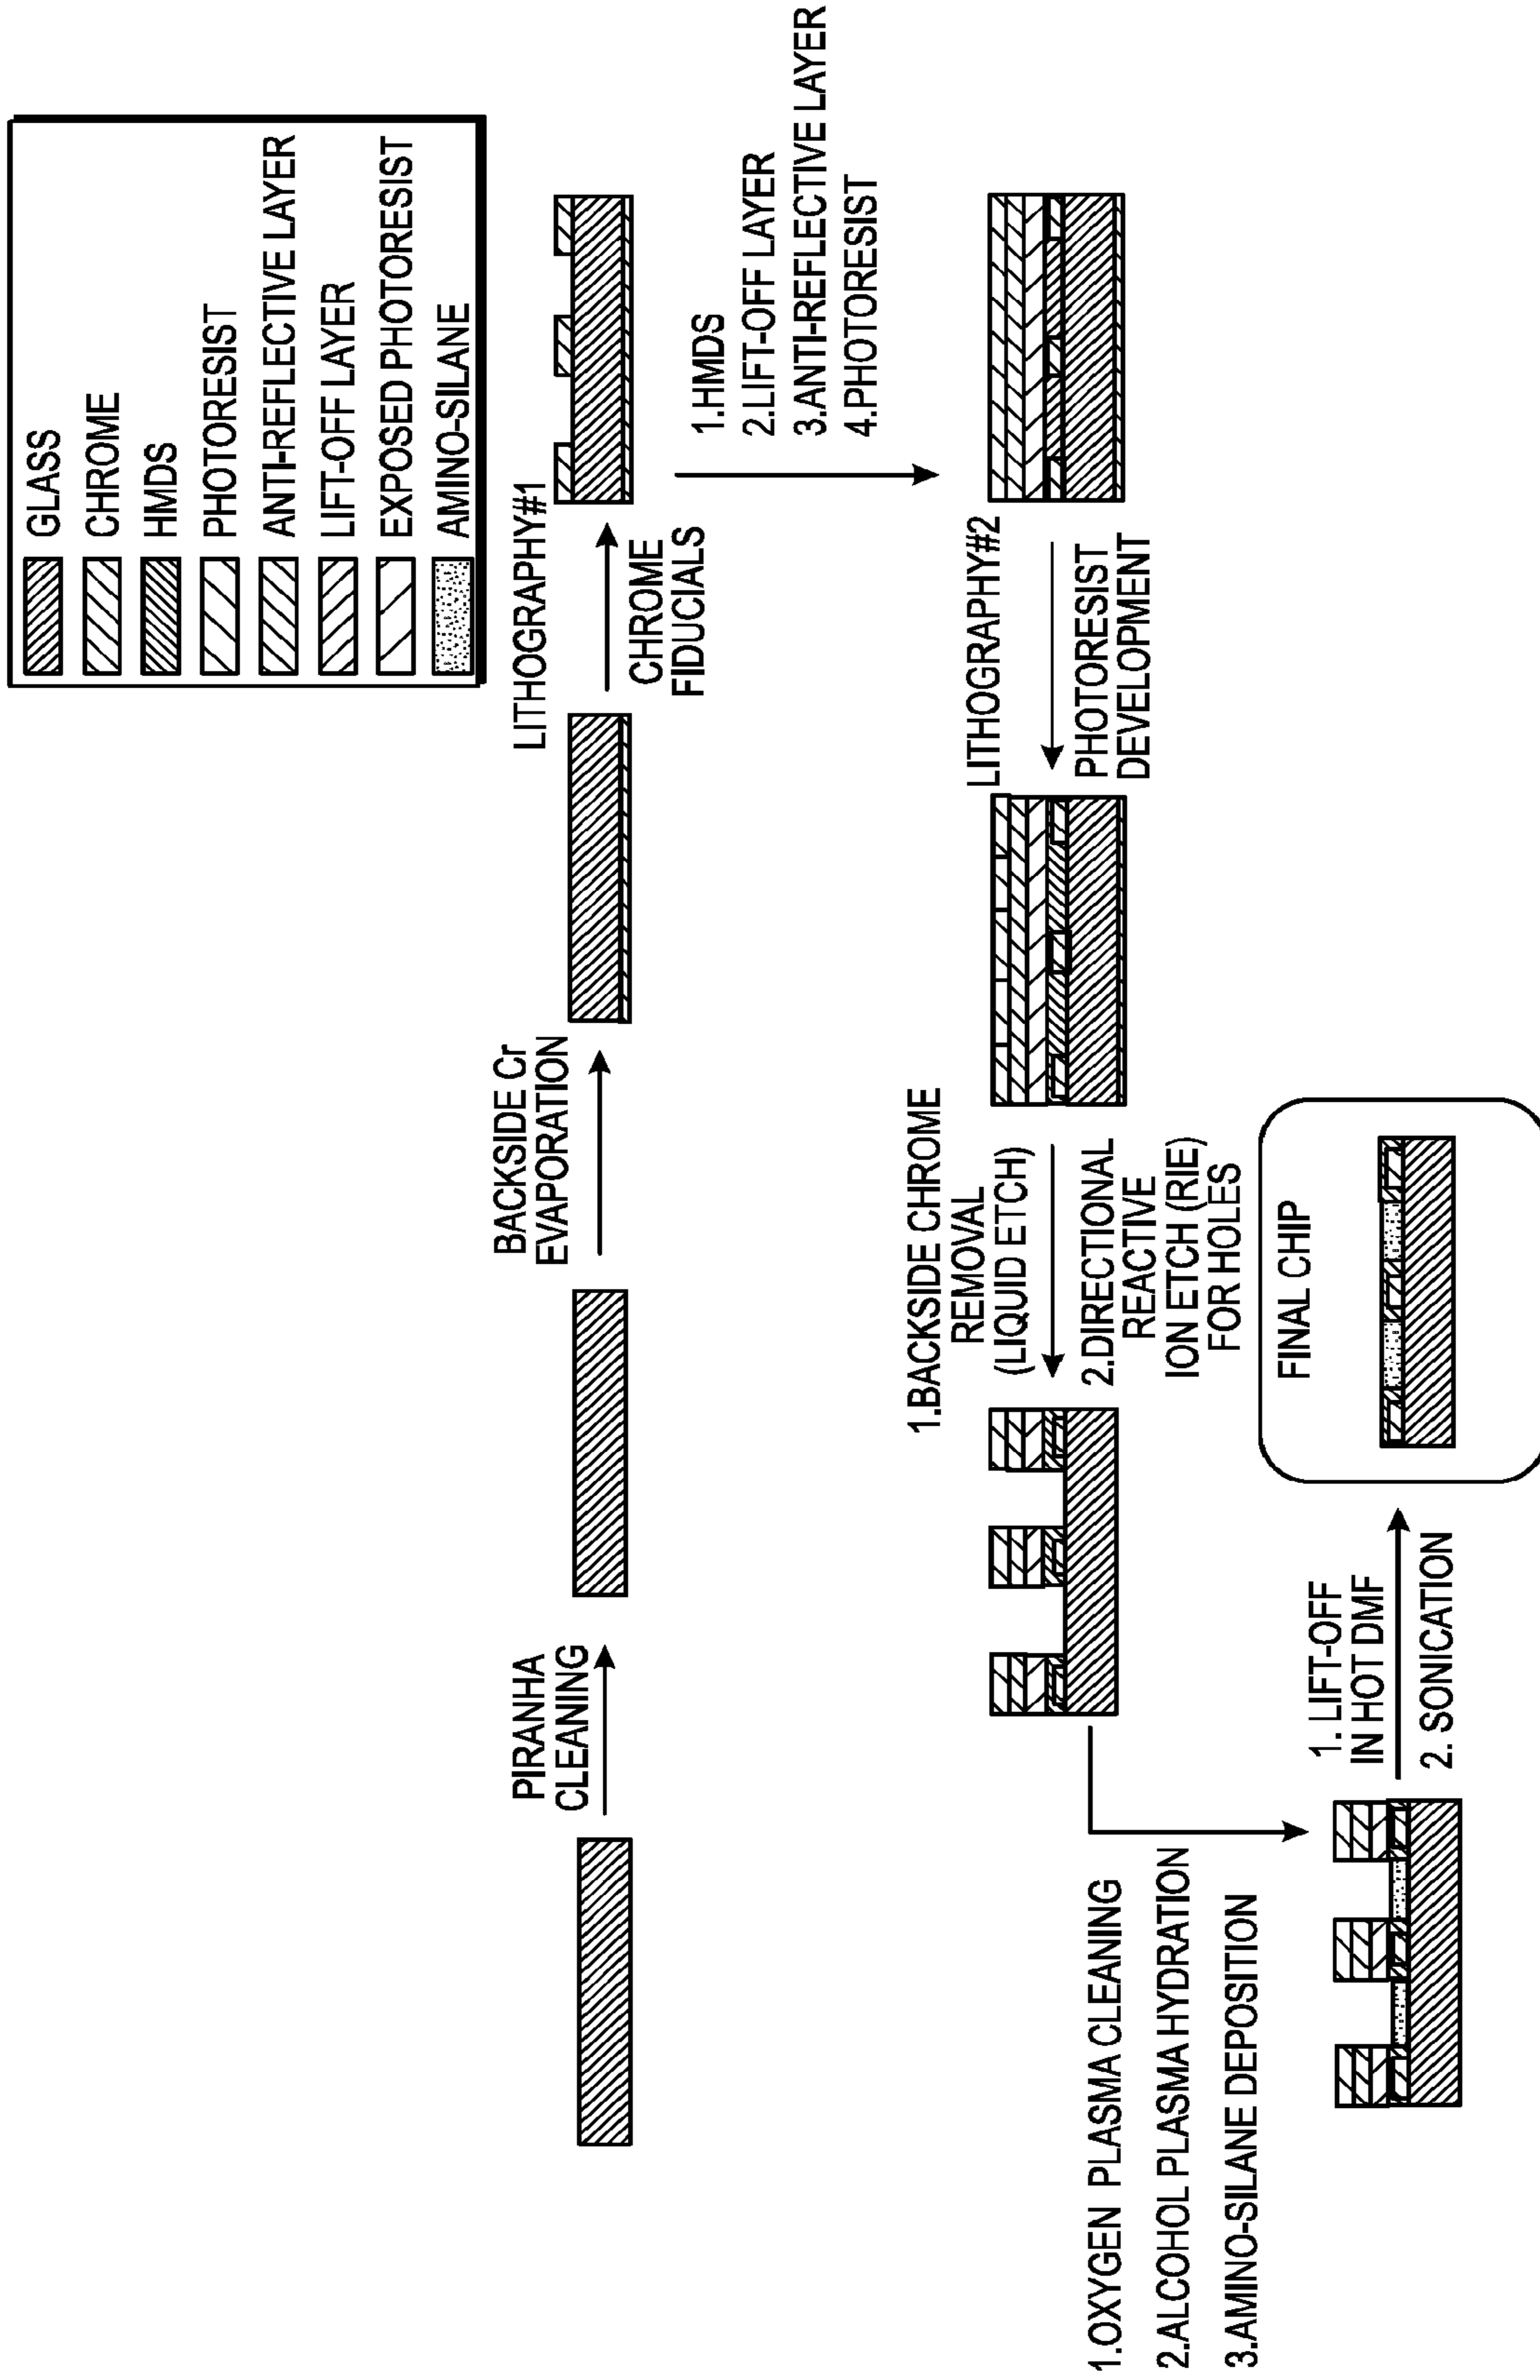 GLASS
CHROME
HMDS
PHOTORESIST
ANTI-REFLECTIVE LAYER
LIFT-OFF LAYER
EXPOSED PHOTORESIST
AMINO-SILANE
PIRANHA
CLEANING
BACKSIDE Cr
EVAPORATION
LITHOGRAPHY#1
CHROME
FIDUCIALS
1.HMDS
2.LIFT-OFF LAYER
3.ANTI-REFLECTIVE LAYER
4.PHOTORESIST
LITHOGRAPHY#2
PHOTORESIST
DEVELOPMENT
1.BACKSIDE CHROME
REMOVAL
(LIQUID ETCH)
2.DIRECTIONAL
REACTIVE
ION ETCH (RIE)
FOR HOLES
1.OXYGEN PLASMA CLEANING
2.ALCOHOL PLASMA HYDRATION
3.AMINO-SILANE DEPOSITION
1. LIFT-OFF
IN HOT DMF
2. SONICATION
FINAL CHIP